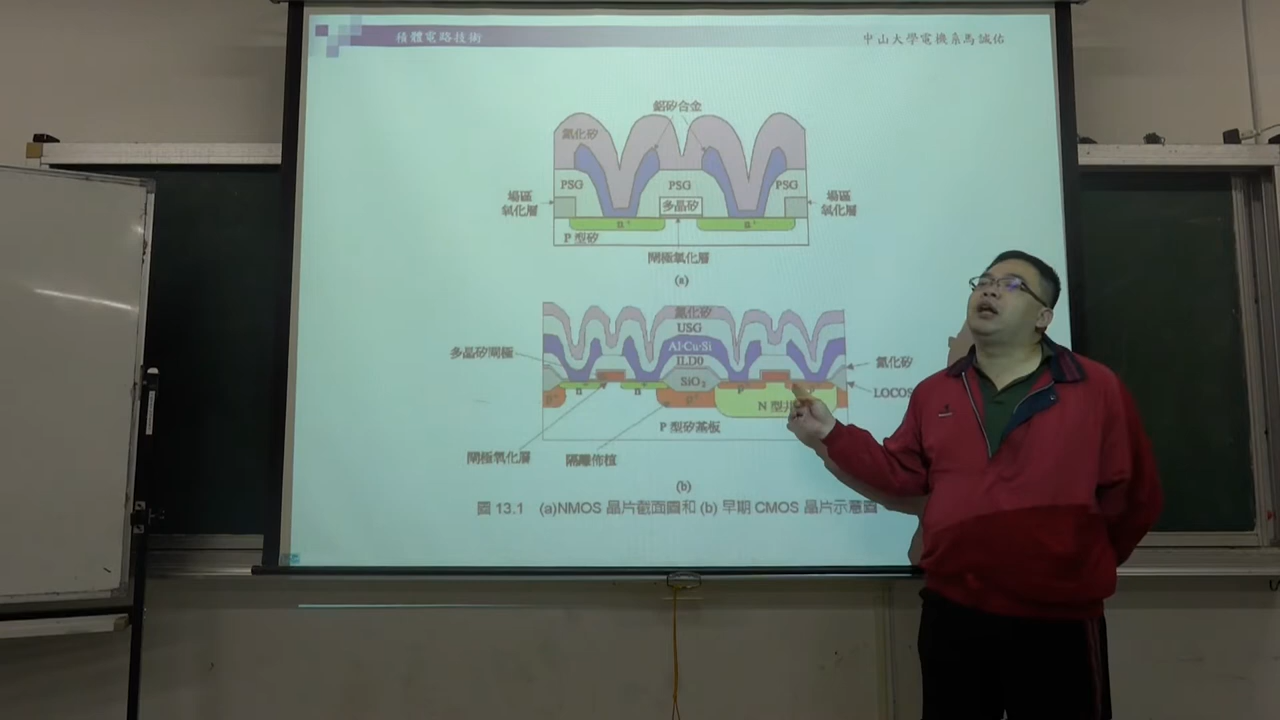 積體電路技術
中山大學電機系馬誠佑
鋁矽合金
氮化矽
PSG
PSG
PSG
場區
氧化層
多晶矽
場區
氧化層
n⁺
n⁺
P 型矽
閘極氧化層
(a)
氮化矽
USG
Al·Cu·Si
ILD0
SiO₂
多晶矽閘極
氮化矽
LOCOS
N 型井
P 型矽基板
閘極氧化層
隔離佈植
(b)
圖 13.1 (a)NMOS 晶片截面圖和 (b) 早期 CMOS 晶片示意圖